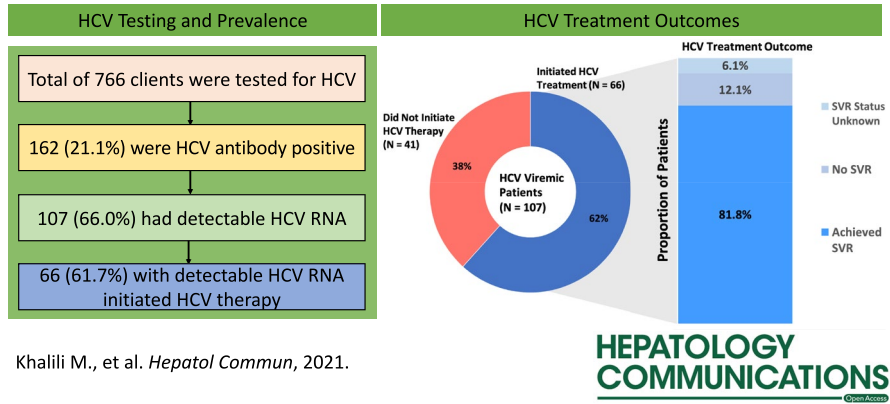 HCV Testing and Prevalence
Total of 766 clients were tested for HCV
162 (21.1%) were HCV antibody positive
107 (66.0%) had detectable HCV RNA
66 (61.7%) with detectable HCV RNA
initiated HCV therapy
HCV Treatment Outcomes
Did Not Initiate
HCV Therapy
(N = 41)
38%
Initiated HCV
Treatment (N = 66)
HCV Viremic
Patients
(N = 107)
62%
HCV Treatment Outcome
Proportion of Patients
6.1%
12.1%
81.8%
SVR Status
Unknown
No SVR
Achieved
SVR
Khalili M., et al. Hepatol Commun, 2021.
HEPATOLOGY
COMMUNICATIONS
Open Access